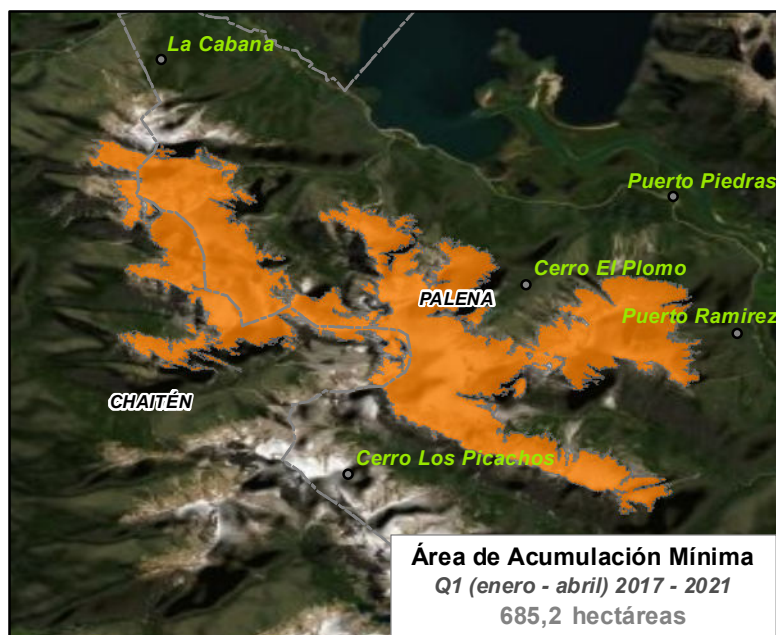 La Cabana
Puerto Piedras
Cerro El Plomo
PALENA
Puerto Ramirez
CHAITÉN
Cerro Los Picachos
Área de Acumulación Mínima
Q1 (enero - abril) 2017 - 2021
685,2 hectáreas